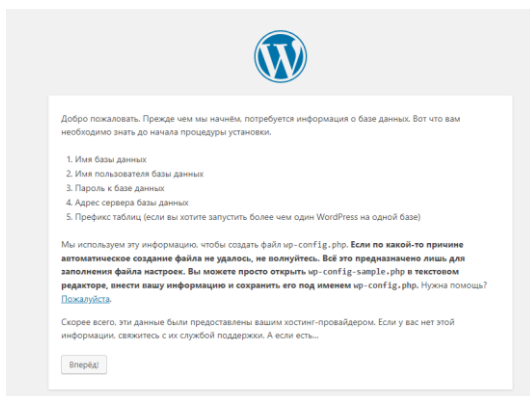 Добро пожаловать. Прежде чем мы начнём, потребуется информация о базе данных. Вот что вам
необходимо знать до начала процедуры установки.
1. Имя базы данных
2. Имя пользователя базы данных
3. Пароль к базе данных
4. Адрес сервера базы данных
5. Префикс таблиц (если вы хотите запустить более чем один WordPress на одной базе)
Мы используем эту информацию, чтобы создать файл wp-config.php. Если по какой-то причине
автоматическое создание файла не удалось, не волнуйтесь. Всё это предназначено лишь для
заполнения файла настроек. Вы можете просто открыть wp-config-sample.php в текстовом
редакторе, внести вашу информацию и сохранить его под именем wp-config.php. Нужна помощь?
Пожалуйста.
Скорее всего, эти данные были предоставлены вашим хостинг-провайдером. Если у вас нет этой
информации, свяжитесь с их службой поддержки. А если есть…
Вперёд!